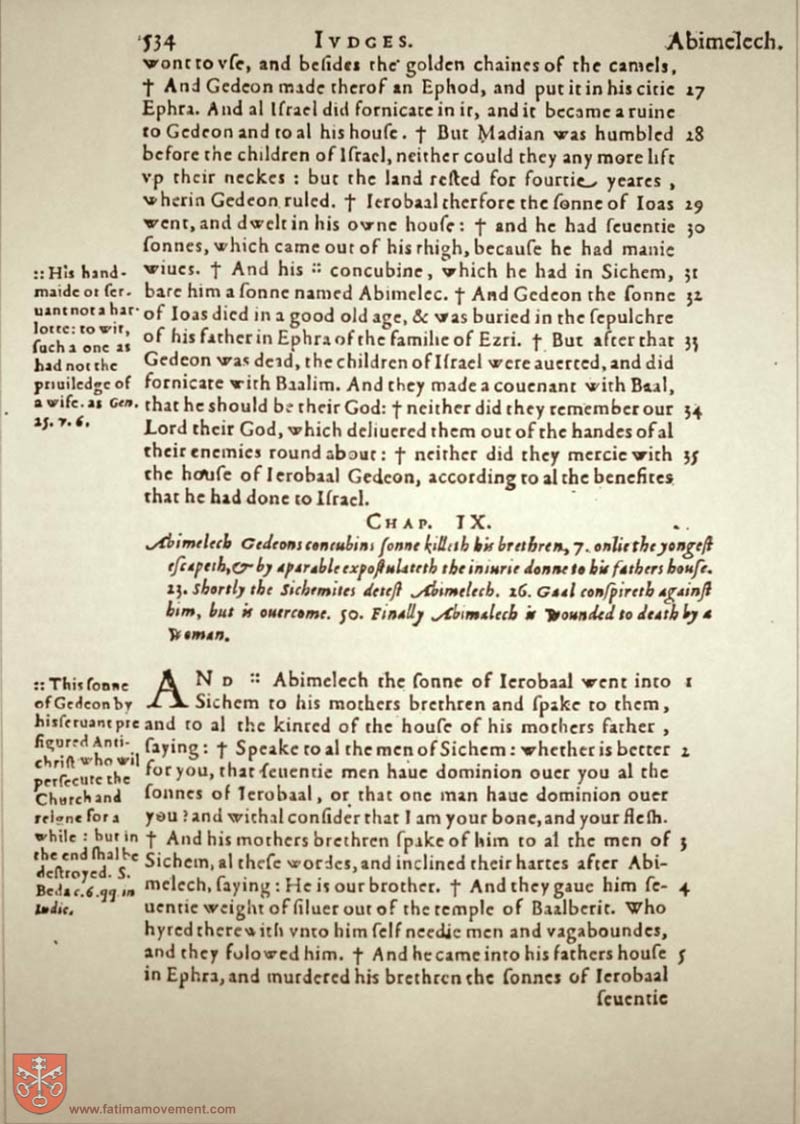 534 IVDGES. Abimelech.
wont to vſe, and beſides the golden chaines of the camels,
† And Gedeon made therof an Ephod, and put it in his citie 27
Ephra. And al Iſrael did fornicate in it, and it became a ruine
to Gedeon and to al his houſe. † But Madian was humbled 28
before the children of Iſrael, neither could they any more lift
vp their neckes : but the land reſted for fourtie yeares ,
wherin Gedeon ruled. † Ierobaal therfore the ſonne of Ioas 29
went, and dwelt in his owne houſe : † and he had ſeuentie 30
ſonnes, which came out of his thigh, becauſe he had manie
wiues. † And his :: concubine, which he had in Sichem, 31
bare him a ſonne named Abimelec. † And Gedeon the ſonne 32
of Ioas died in a good old age, & was buried in the ſepulchre
of his father in Ephra of the familie of Ezri. † But after that 33
Gedeon was dead, the children of Iſrael were auerted, and did
fornicate with Baalim. And they made a couenant with Baal,
that he should be their God: † neither did they remember our 34
Lord their God, which deliuered them out of the handes of al
their enemies round about : † neither did they mercie with 35
the houſe of Ierobaal Gedeon, according to al the benefites
that he had done to Iſrael.
:: His hand-
maide or ſer-
uant not a har-
lotte: to wit,
ſuch a one as
had not the
priuiledge of
a wife. as Gen.
25. v. 6.
CHAP. IX.
Abimelech Gedeons concubins ſonne killeth his brethren, 7. onlie the yongeſt
eſcapeth, & by a parable expoſtulateth the iniurie donne to his fathers houſe.
23. Shortly the Sichemites deteſt Abimelech. 26. Gaal conſpireth againſt
him, but is ouercome. 50. Finally Abimalech is wounded to death by a
woman.
AND :: Abimelech the ſonne of Ierobaal went into 1
Sichem to his mothers brethren and ſpake to them,
and to al the kinred of the houſe of his mothers father ,
ſaying : † Speake to al the men of Sichem : whether is better 2
for you, that ſeuentie men haue dominion ouer you al the
ſonnes of Ierobaal, or that one man haue dominion ouer
you? and withal conſider that I am your bone, and your fleſh.
† And his mothers brethren ſpake of him to al the men of 3
Sichem, al theſe wordes, and inclined their hartes after Abi-
melech, ſaying : He is our brother. † And they gaue him ſe- 4
uentie weight of ſiluer out of the temple of Baalberit. Who
hyred therewith vnto him ſelf needie men and vagaboundes,
and they folowed him. † And he came into his fathers houſe 5
in Ephra, and murdered his brethren the ſonnes of Ierobaal
ſeuentie
:: This ſonne
of Gedeon by
his ſeruant pre
figured Anti-
chriſt who wil
perſecute the
Church and
reigne for a
while : but in
the end ſhal be
deſtroyed. S.
Beda c. 6. qq. in
Iudic.
www.fatimamovement.com